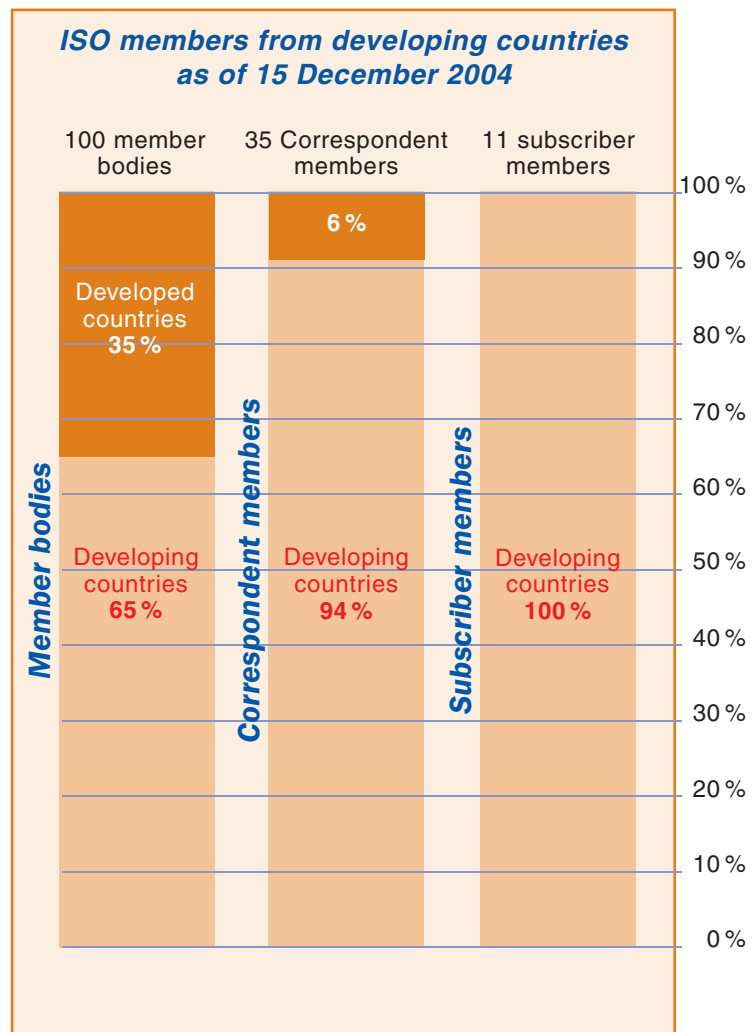 ISO members from developing countries
as of 15 December 2004
100 member
bodies
35 Correspondent
members
11 subscriber
members
100 %
90 %
80 %
70 %
60 %
50 %
40 %
30 %
20 %
10 %
0 %
Member bodies
Developed
countries
35 %
Developing
countries
65 %
Correspondent members
6 %
Developing
countries
94 %
Subscriber members
Developing
countries
100 %